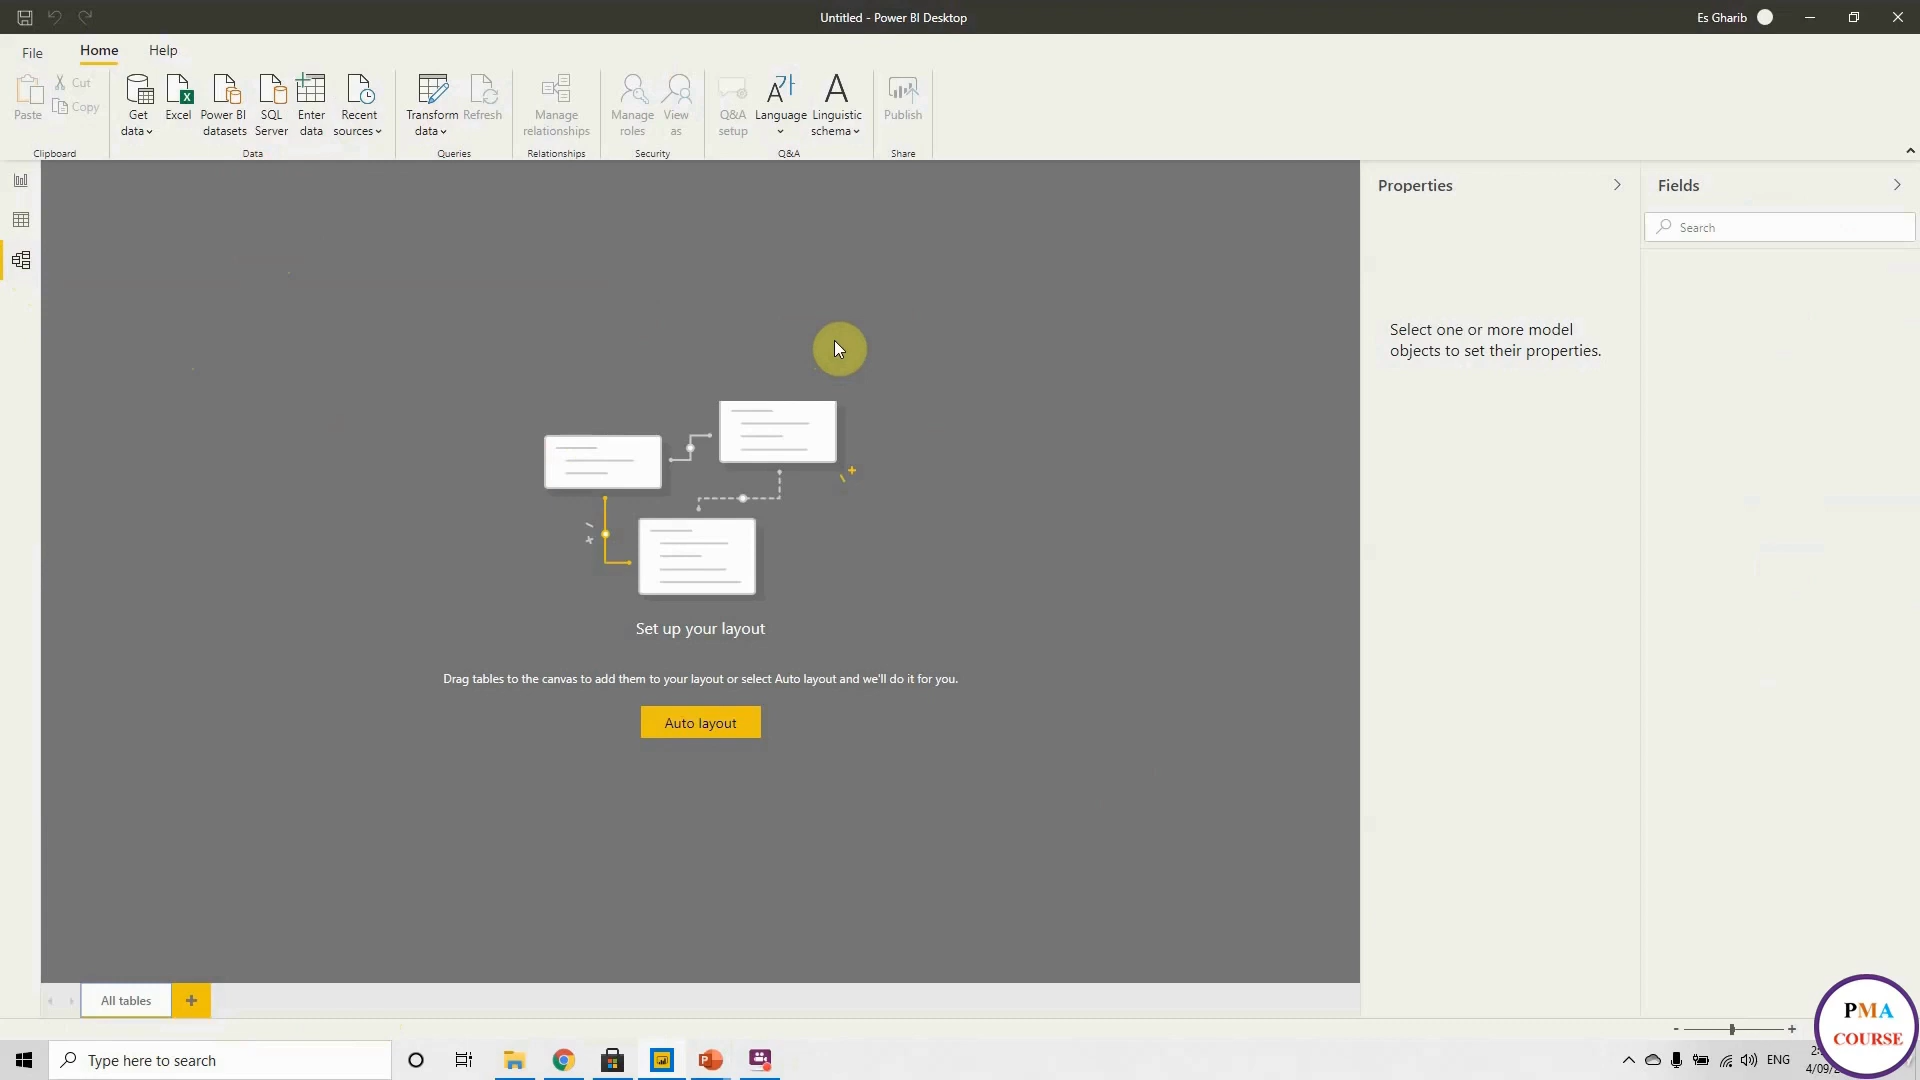 Untitled - Power BI Desktop
Es Gharib
File
Home
Help
Paste
Cut
Copy
Get data
Excel
Power BI datasets
SQL Server
Enter data
Recent sources
Transform data
Refresh
Manage relationships
Manage roles
View as
Q&A setup
Language
Linguistic schema
Publish
Clipboard
Data
Queries
Relationships
Security
Q&A
Share
Properties
Fields
Search
Select one or more model
objects to set their properties.
Set up your layout
Drag tables to the canvas to add them to your layout or select Auto layout and we'll do it for you.
Auto layout
All tables
PMA
COURSE
Type here to search
ENG